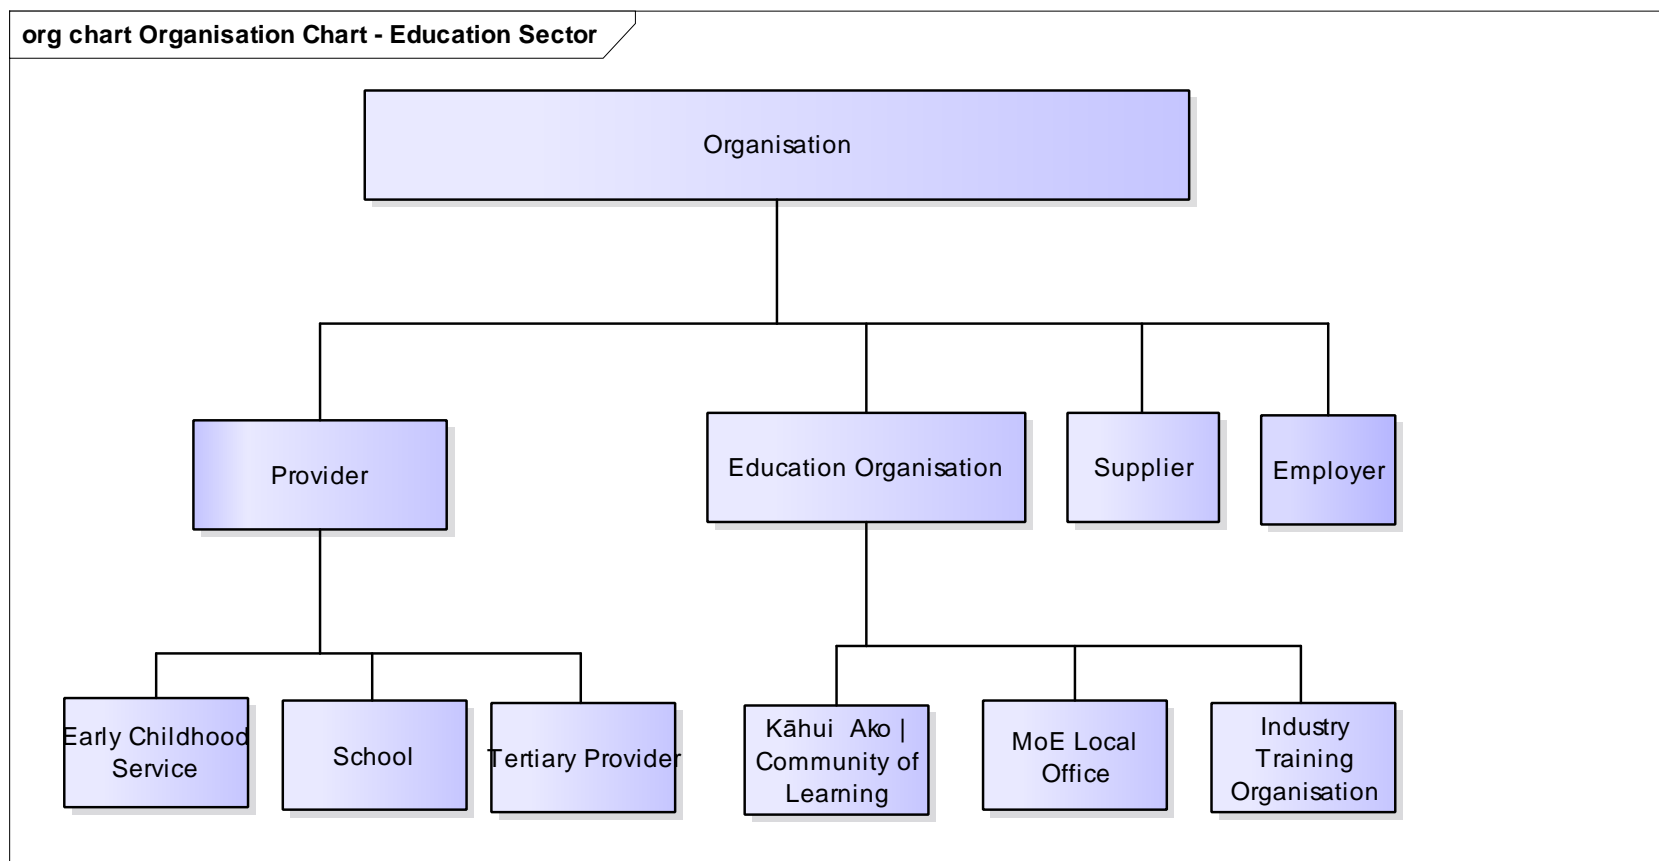 org chart Organisation Chart - Education Sector
Organisation
Provider
Education Organisation
Supplier
Employer
Early Childhood
Service
School
Tertiary Provider
Kāhui Ako |
Community of
Learning
MoE Local
Office
Industry
Training
Organisation